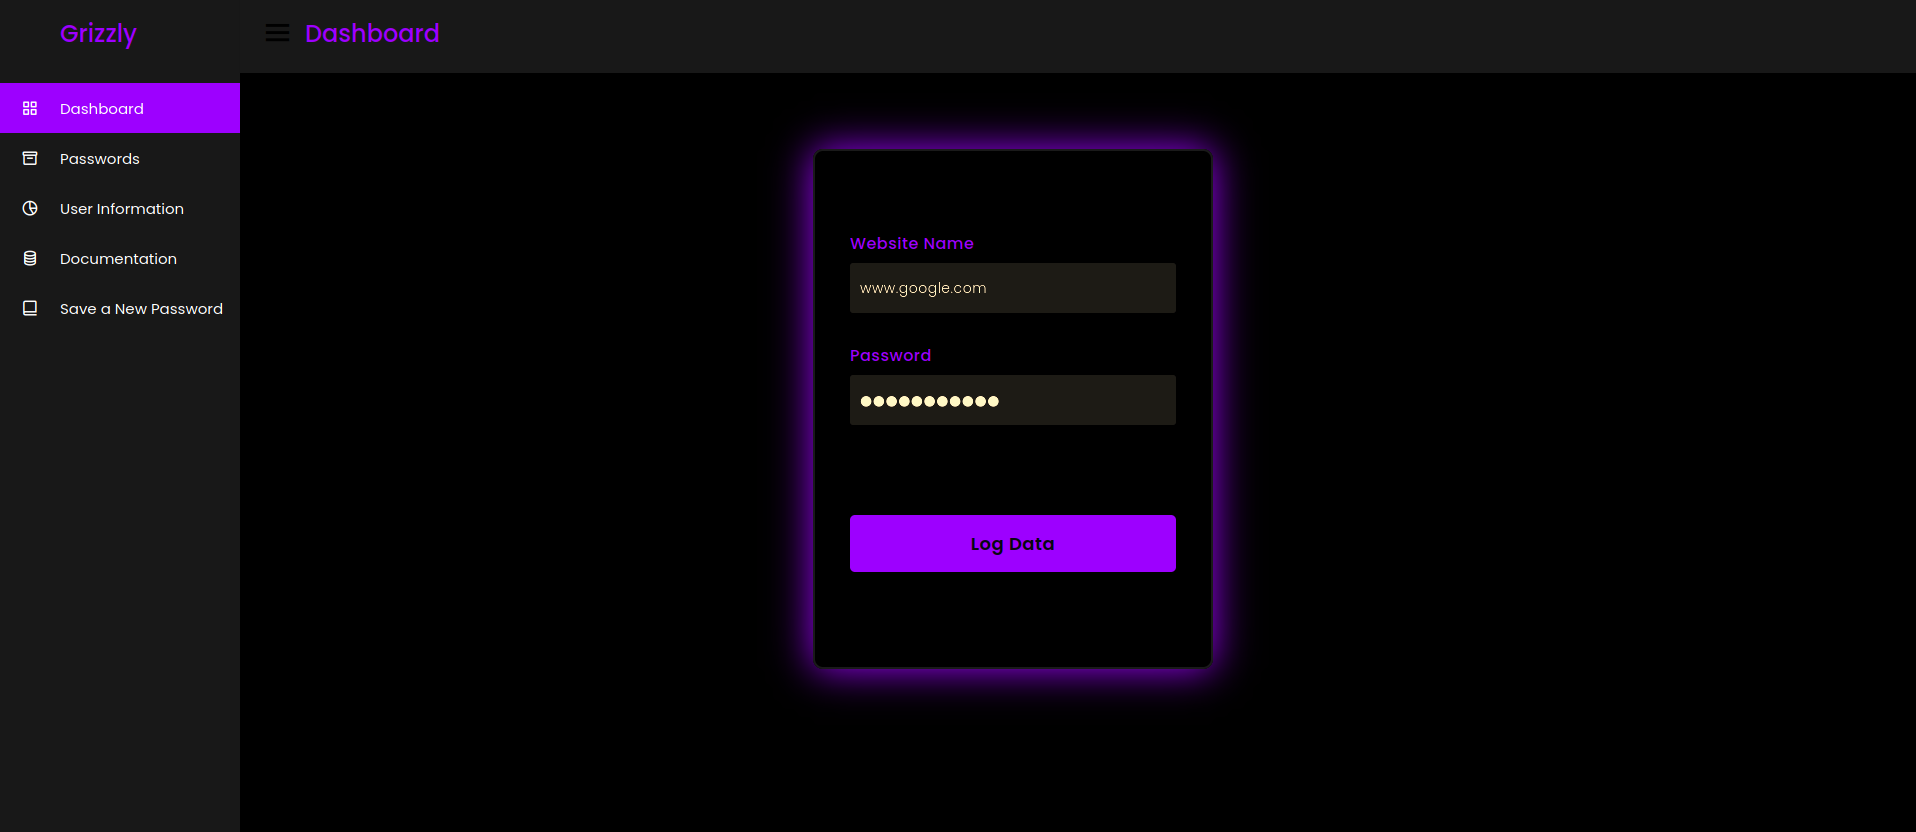 Grizzly
Dashboard
Dashboard
Passwords
User Information
Documentation
Save a New Password
Website Name
www.google.com
Password
●●●●●●●●●●●
Log Data